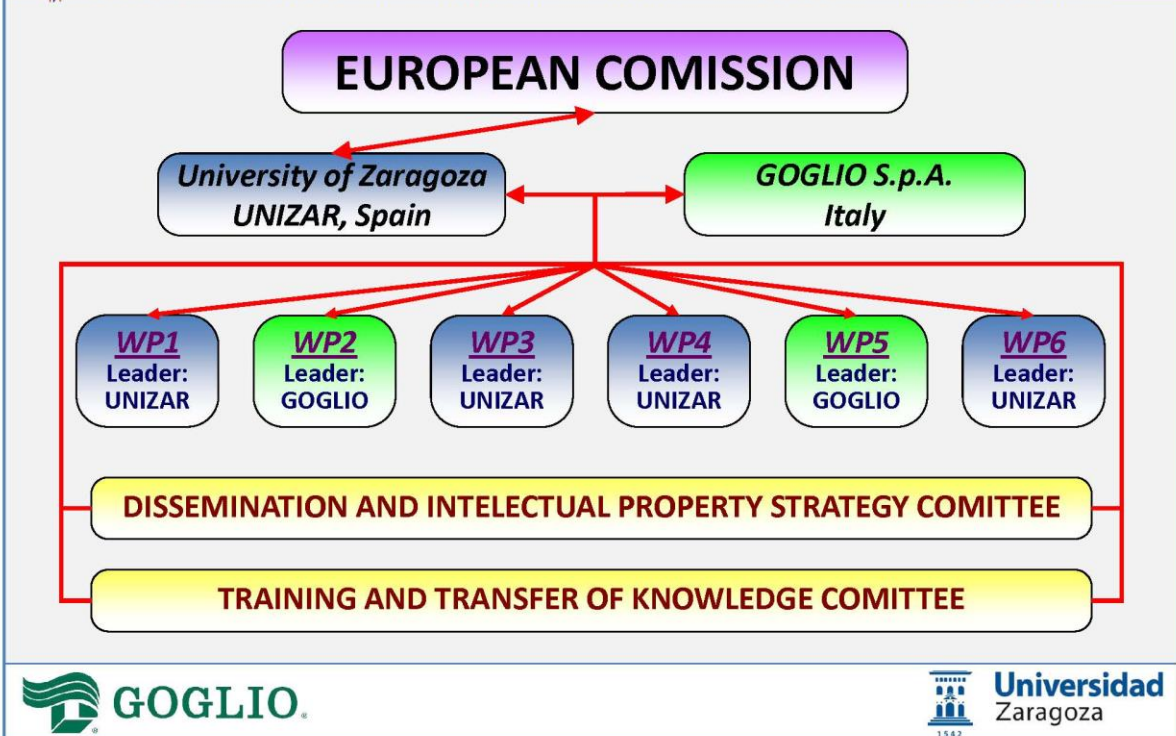 EUROPEAN COMISSION
University of Zaragoza
UNIZAR, Spain
GOGLIO S.p.A.
Italy
WP1
Leader:
UNIZAR
WP2
Leader:
GOGLIO
WP3
Leader:
UNIZAR
WP4
Leader:
UNIZAR
WP5
Leader:
GOGLIO
WP6
Leader:
UNIZAR
DISSEMINATION AND INTELECTUAL PROPERTY STRATEGY COMITTEE
TRAINING AND TRANSFER OF KNOWLEDGE COMITTEE
GOGLIO®
1542
Universidad
Zaragoza